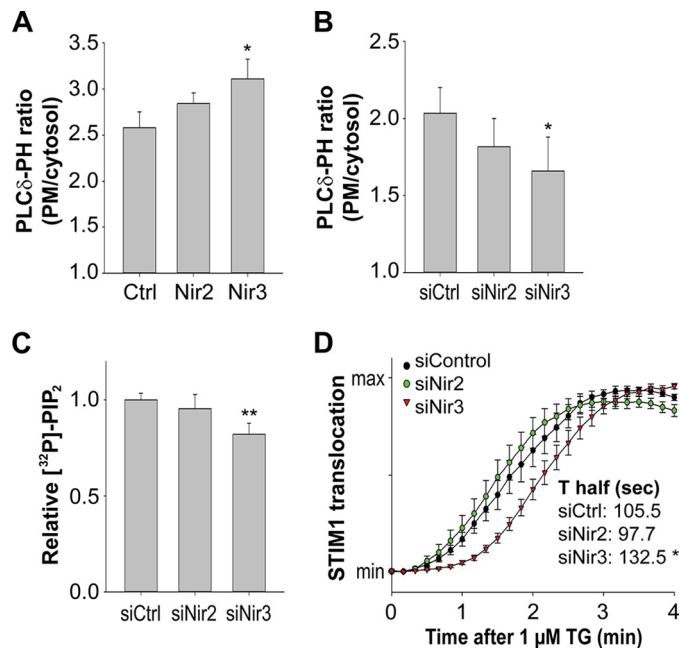 A
PLCδ-PH ratio
(PM/cytosol)
3.5
3.0
2.5
2.0
1.5
1.0
*
Ctrl Nir2 Nir3
B
PLCδ-PH ratio
(PM/cytosol)
2.5
2.0
1.5
1.0
*
siCtrl siNir2 siNir3
C
Relative [³²P]-PIP₂
1.0
0.5
0.0
**
siCtrl siNir2 siNir3
D
STIM1 translocation
max
min
siControl
siNir2
siNir3
T half (sec)
siCtrl: 105.5
siNir2: 97.7
siNir3: 132.5 *
0 1 2 3 4
Time after 1 µM TG (min)